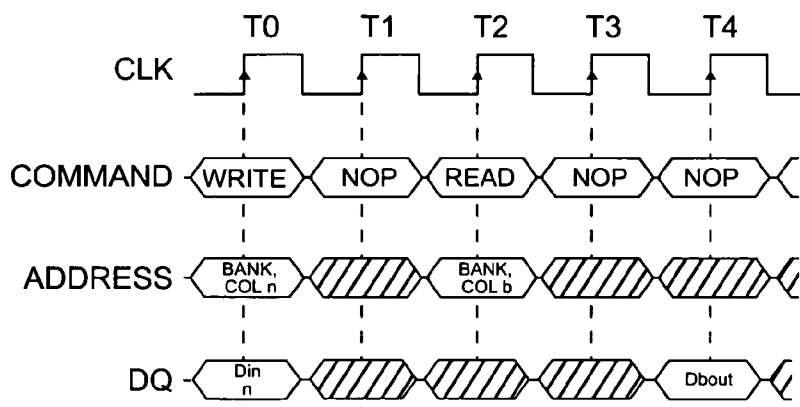 T0 T1 T2 T3 T4
CLK
COMMAND WRITE NOP READ NOP NOP
ADDRESS BANK, COL n BANK, COL b
DQ Din n Dbout